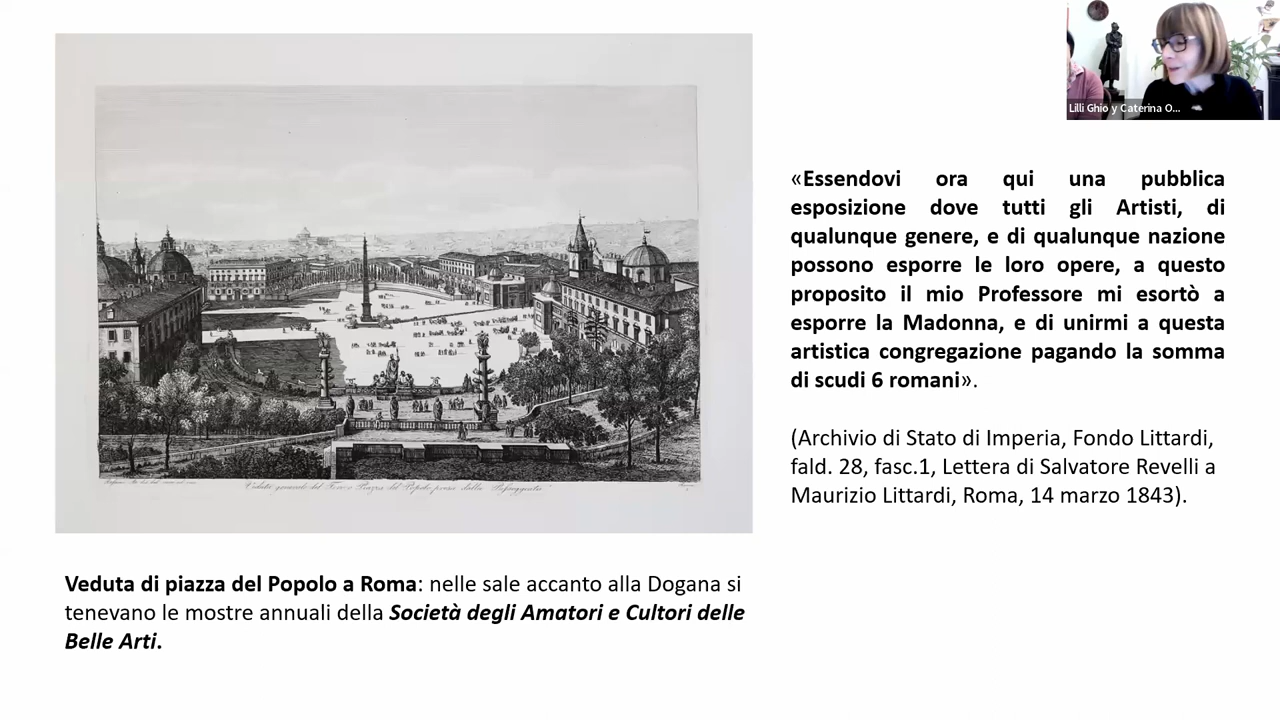 Lilli Ghio y Caterina O...
«Essendovi ora qui una pubblica
esposizione dove tutti gli Artisti, di
qualunque genere, e di qualunque nazione
possono esporre le loro opere, a questo
proposito il mio Professore mi esortò a
esporre la Madonna, e di unirmi a questa
artistica congregazione pagando la somma
di scudi 6 romani».
(Archivio di Stato di Imperia, Fondo Littardi,
fald. 28, fasc.1, Lettera di Salvatore Revelli a
Maurizio Littardi, Roma, 14 marzo 1843).
Veduta di piazza del Popolo a Roma: nelle sale accanto alla Dogana si
tenevano le mostre annuali della Società degli Amatori e Cultori delle
Belle Arti.